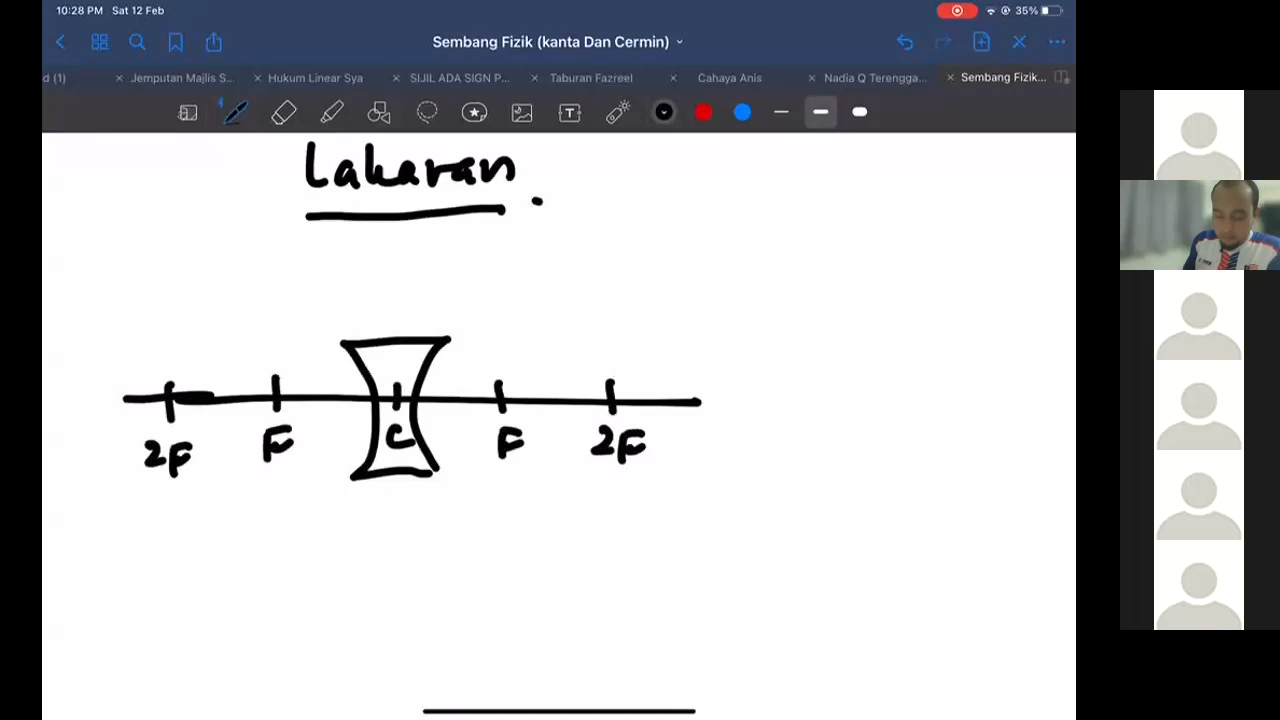 10:28 PM Sat 12 Feb
35%
Sembang Fizik (kanta Dan Cermin)
d (1)
Jemputan Majlis S...
Hukum Linear Sya
SIJIL ADA SIGN P...
Taburan Fazreel
Cahaya Anis
Nadia Q Terengga...
Sembang Fizik...
Lakaran.
2F F C F 2F